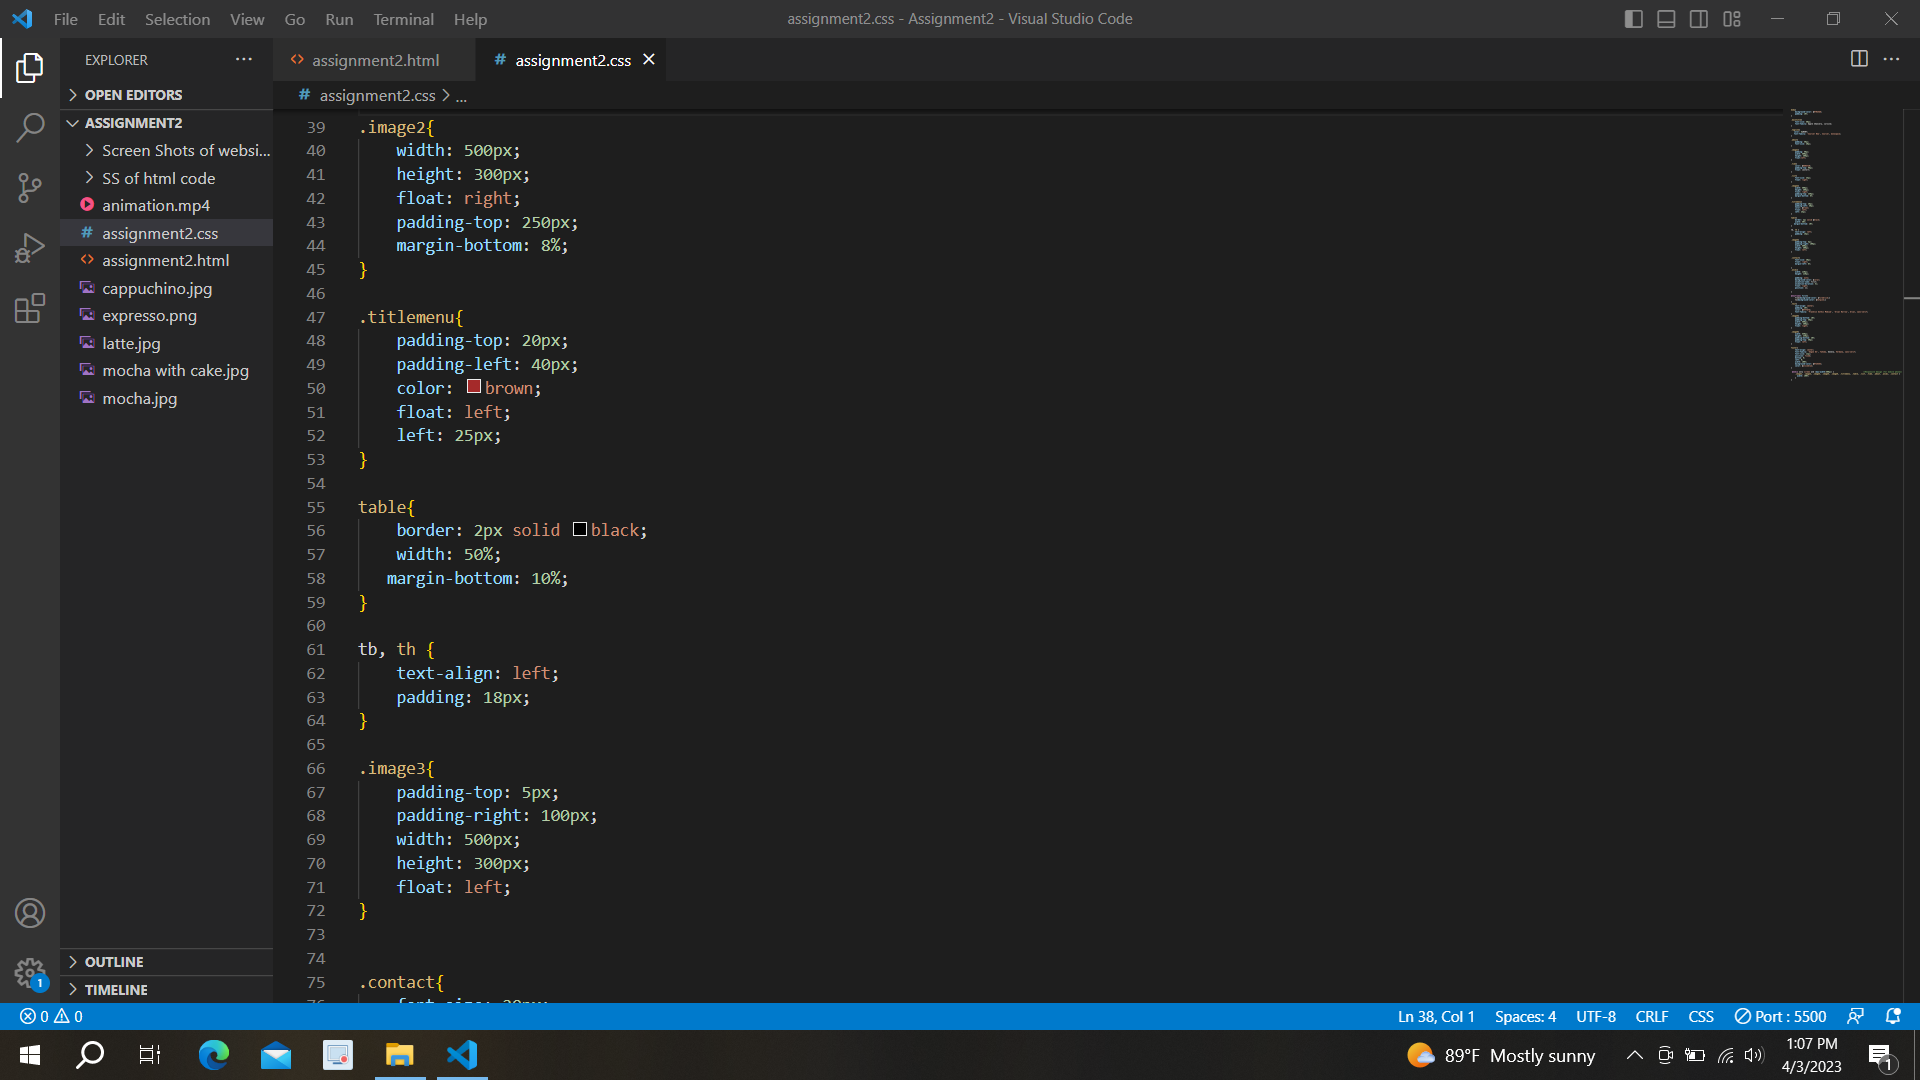 File Edit Selection View Go Run Terminal Help
assignment2.css - Assignment2 - Visual Studio Code
EXPLORER
OPEN EDITORS
ASSIGNMENT2
Screen Shots of websi...
SS of html code
animation.mp4
assignment2.css
assignment2.html
cappuchino.jpg
expresso.png
latte.jpg
mocha with cake.jpg
mocha.jpg
OUTLINE
TIMELINE
assignment2.html
assignment2.css
assignment2.css > ...
39 .image2{
40 width: 500px;
41 height: 300px;
42 float: right;
43 padding-top: 250px;
44 margin-bottom: 8%;
45 }
46
47 .titlemenu{
48 padding-top: 20px;
49 padding-left: 40px;
50 color: brown;
51 float: left;
52 left: 25px;
53 }
54
55 table{
56 border: 2px solid black;
57 width: 50%;
58 margin-bottom: 10%;
59 }
60
61 tb, th {
62 text-align: left;
63 padding: 18px;
64 }
65
66 .image3{
67 padding-top: 5px;
68 padding-right: 100px;
69 width: 500px;
70 height: 300px;
71 float: left;
72 }
73
74
75 .contact{
1
0 0
Ln 38, Col 1 Spaces: 4 UTF-8 CRLF CSS Port : 5500
89°F Mostly sunny
1:07 PM
4/3/2023
1